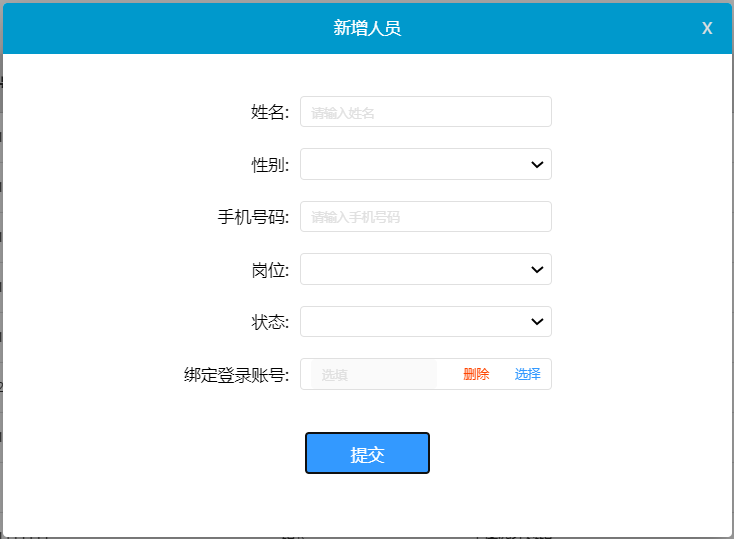 新增人员 X
姓名: 请输入姓名
性别:
手机号码: 请输入手机号码
岗位:
状态:
绑定登录账号: 选填 删除 选择
提交